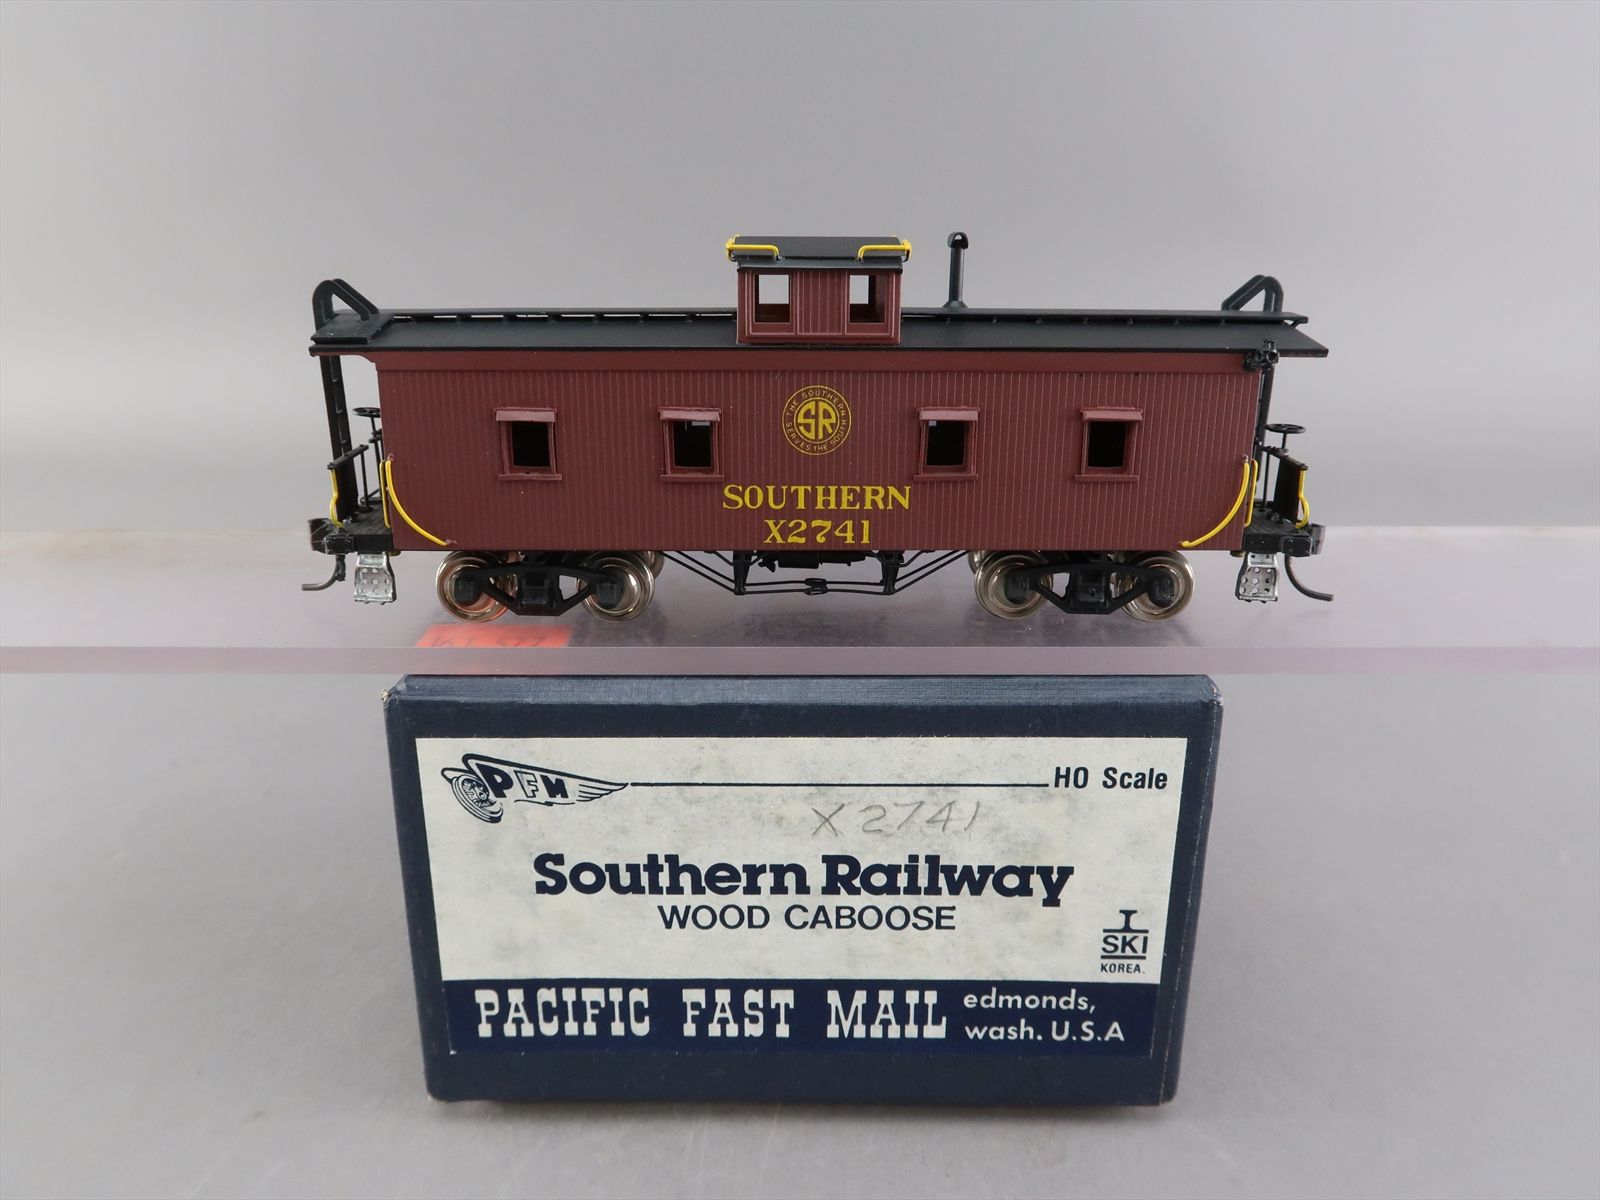 THE SOUTHERN
SR
SERVES THE SOUTH
SOUTHERN
X2741
PFM
HO Scale
X2741
Southern Railway
WOOD CABOOSE
SKI
KOREA.
PACIFIC FAST MAIL
edmonds,
wash. U.S.A